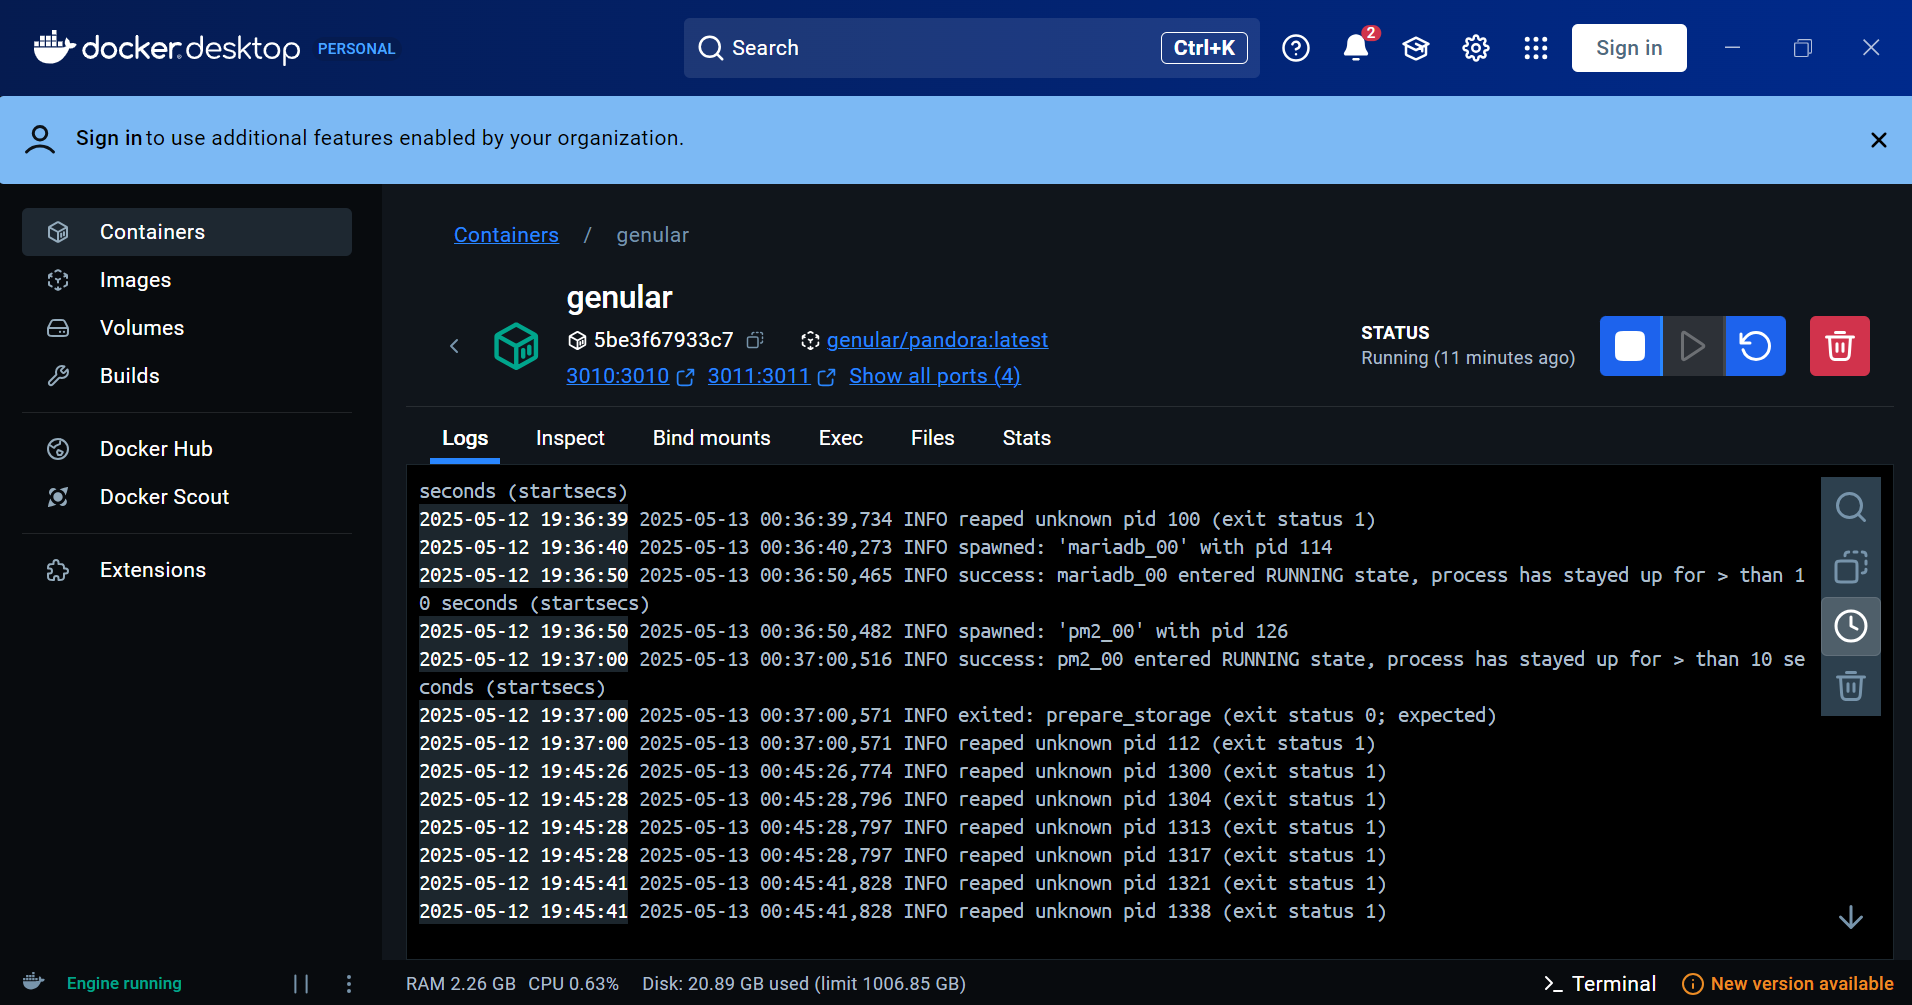 docker.desktop PERSONAL
Search Ctrl+K
2
Sign in
Sign in to use additional features enabled by your organization.
Containers
Images
Volumes
Builds
Docker Hub
Docker Scout
Extensions
Containers / genular
genular
5be3f67933c7 genular/pandora:latest
3010:3010 3011:3011 Show all ports (4)
STATUS
Running (11 minutes ago)
Logs Inspect Bind mounts Exec Files Stats
seconds (startsecs)
2025-05-12 19:36:39 2025-05-13 00:36:39,734 INFO reaped unknown pid 100 (exit status 1)
2025-05-12 19:36:40 2025-05-13 00:36:40,273 INFO spawned: 'mariadb_00' with pid 114
2025-05-12 19:36:50 2025-05-13 00:36:50,465 INFO success: mariadb_00 entered RUNNING state, process has stayed up for > than 1
0 seconds (startsecs)
2025-05-12 19:36:50 2025-05-13 00:36:50,482 INFO spawned: 'pm2_00' with pid 126
2025-05-12 19:37:00 2025-05-13 00:37:00,516 INFO success: pm2_00 entered RUNNING state, process has stayed up for > than 10 se
conds (startsecs)
2025-05-12 19:37:00 2025-05-13 00:37:00,571 INFO exited: prepare_storage (exit status 0; expected)
2025-05-12 19:37:00 2025-05-13 00:37:00,571 INFO reaped unknown pid 112 (exit status 1)
2025-05-12 19:45:26 2025-05-13 00:45:26,774 INFO reaped unknown pid 1300 (exit status 1)
2025-05-12 19:45:28 2025-05-13 00:45:28,796 INFO reaped unknown pid 1304 (exit status 1)
2025-05-12 19:45:28 2025-05-13 00:45:28,797 INFO reaped unknown pid 1313 (exit status 1)
2025-05-12 19:45:28 2025-05-13 00:45:28,797 INFO reaped unknown pid 1317 (exit status 1)
2025-05-12 19:45:41 2025-05-13 00:45:41,828 INFO reaped unknown pid 1321 (exit status 1)
2025-05-12 19:45:41 2025-05-13 00:45:41,828 INFO reaped unknown pid 1338 (exit status 1)
Engine running
RAM 2.26 GB CPU 0.63% Disk: 20.89 GB used (limit 1006.85 GB)
Terminal
New version available